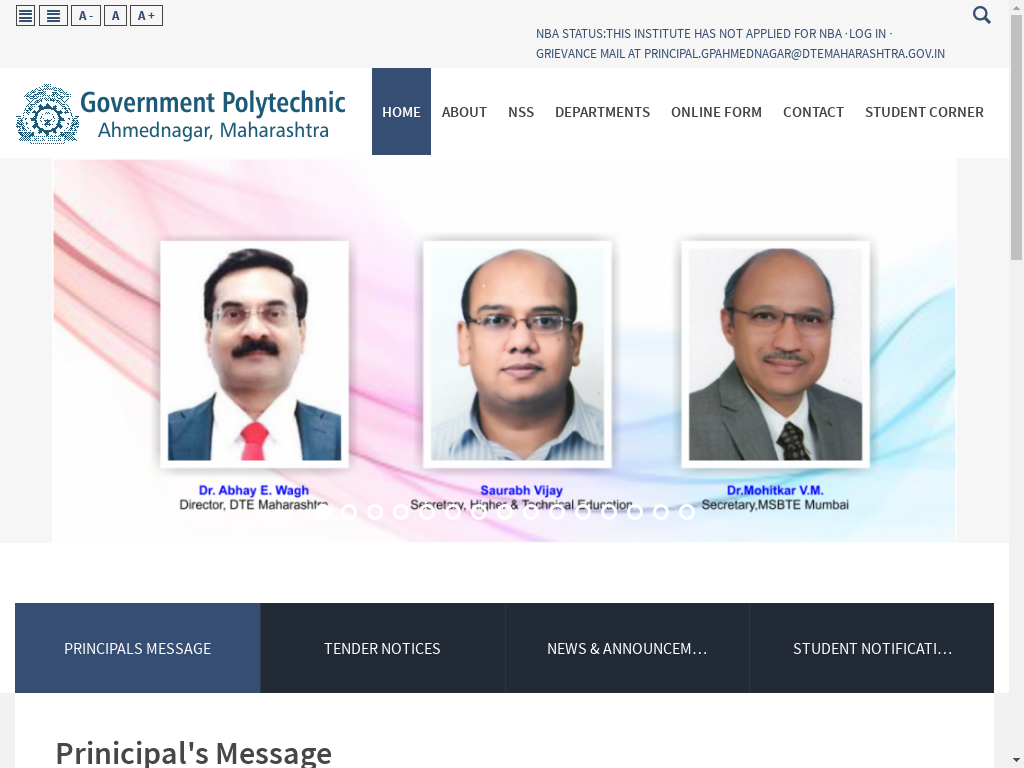 A - A A +
NBA STATUS:THIS INSTITUTE HAS NOT APPLIED FOR NBA · LOG IN ·
GRIEVANCE MAIL AT PRINCIPAL.GPAHMEDNAGAR@DTEMAHARASHTRA.GOV.IN
Government Polytechnic
Ahmednagar, Maharashtra
HOME ABOUT NSS DEPARTMENTS ONLINE FORM CONTACT STUDENT CORNER
Dr. Abhay E. Wagh Saurabh Vijay Dr.Mohitkar V.M.
Director, DTE Maharashtra Secretary, Higher & Technical Education Secretary,MSBTE Mumbai
PRINCIPALS MESSAGE TENDER NOTICES NEWS & ANNOUNCEM... STUDENT NOTIFICATI...
Prinicipal's Message